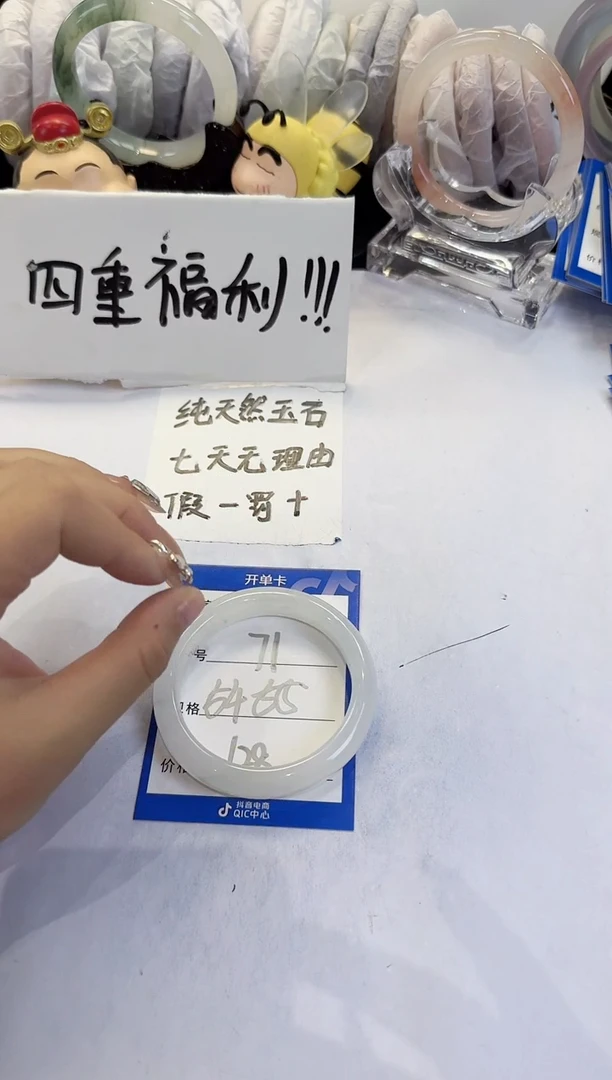 四重福利!!!
纯天然玉石
七天无理由
假一罚十
开单卡
号 71
格 64 65
价格
抖音电商
QIC中心